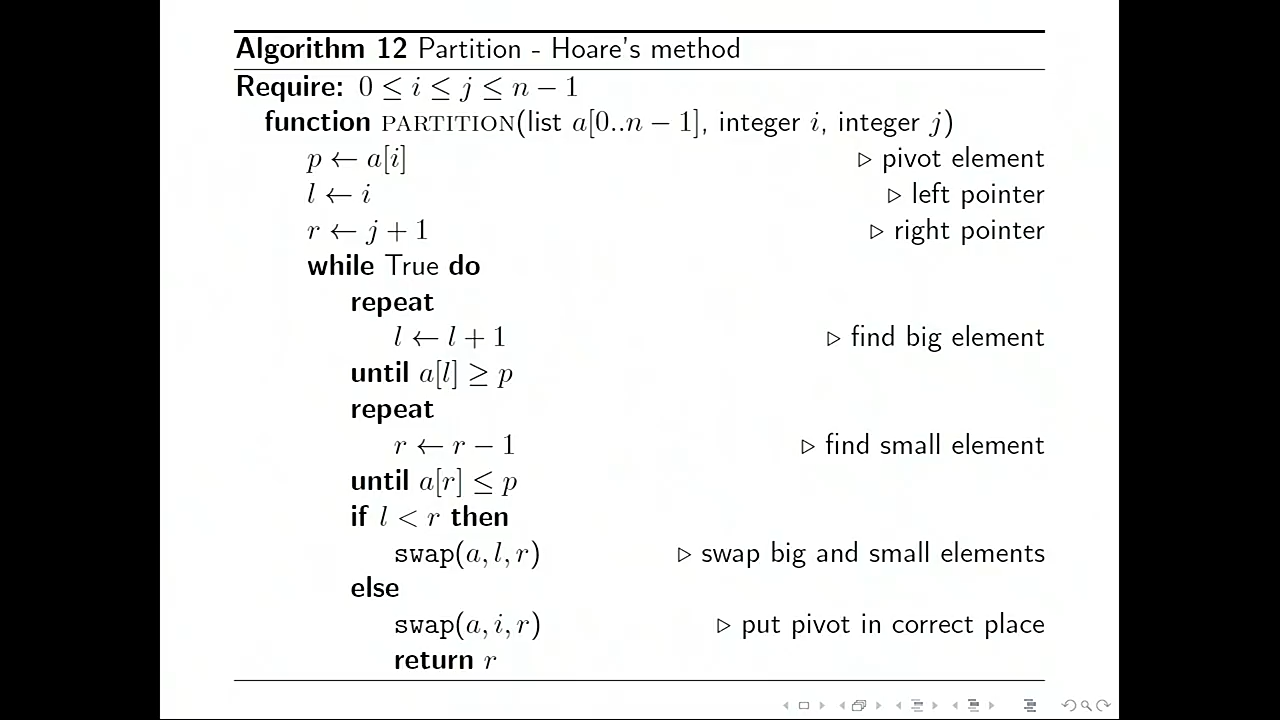 Algorithm 12 Partition - Hoare's method
Require: 0 ≤ i ≤ j ≤ n − 1
function PARTITION(list a[0..n − 1], integer i, integer j)
p ← a[i] ▷ pivot element
l ← i ▷ left pointer
r ← j + 1 ▷ right pointer
while True do
repeat
l ← l + 1 ▷ find big element
until a[l] ≥ p
repeat
r ← r − 1 ▷ find small element
until a[r] ≤ p
if l < r then
swap(a, l, r) ▷ swap big and small elements
else
swap(a, i, r) ▷ put pivot in correct place
return r